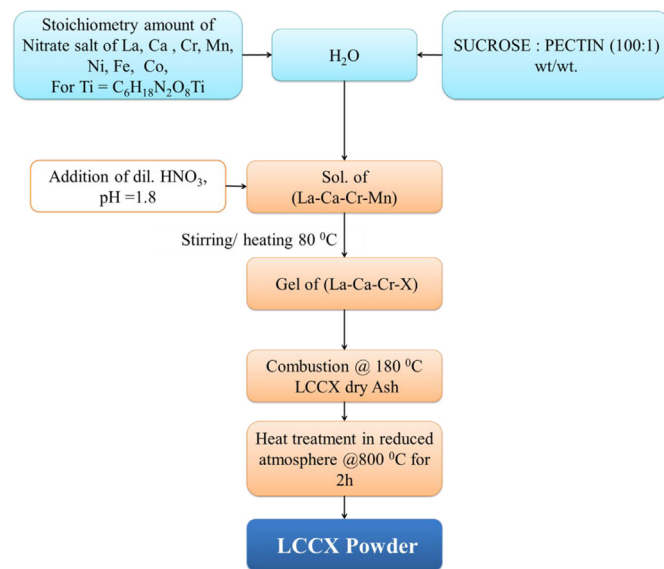 Stoichiometry amount of
Nitrate salt of La, Ca , Cr, Mn,
Ni, Fe, Co,
For Ti = C₆H₁₈N₂O₈Ti
H₂O
SUCROSE : PECTIN (100:1)
wt/wt.
Addition of dil. HNO₃,
pH =1.8
Sol. of
(La-Ca-Cr-Mn)
Stirring/ heating 80 ⁰C
Gel of (La-Ca-Cr-X)
Combustion @ 180 ⁰C
LCCX dry Ash
Heat treatment in reduced
atmosphere @800 ⁰C for
2h
LCCX Powder